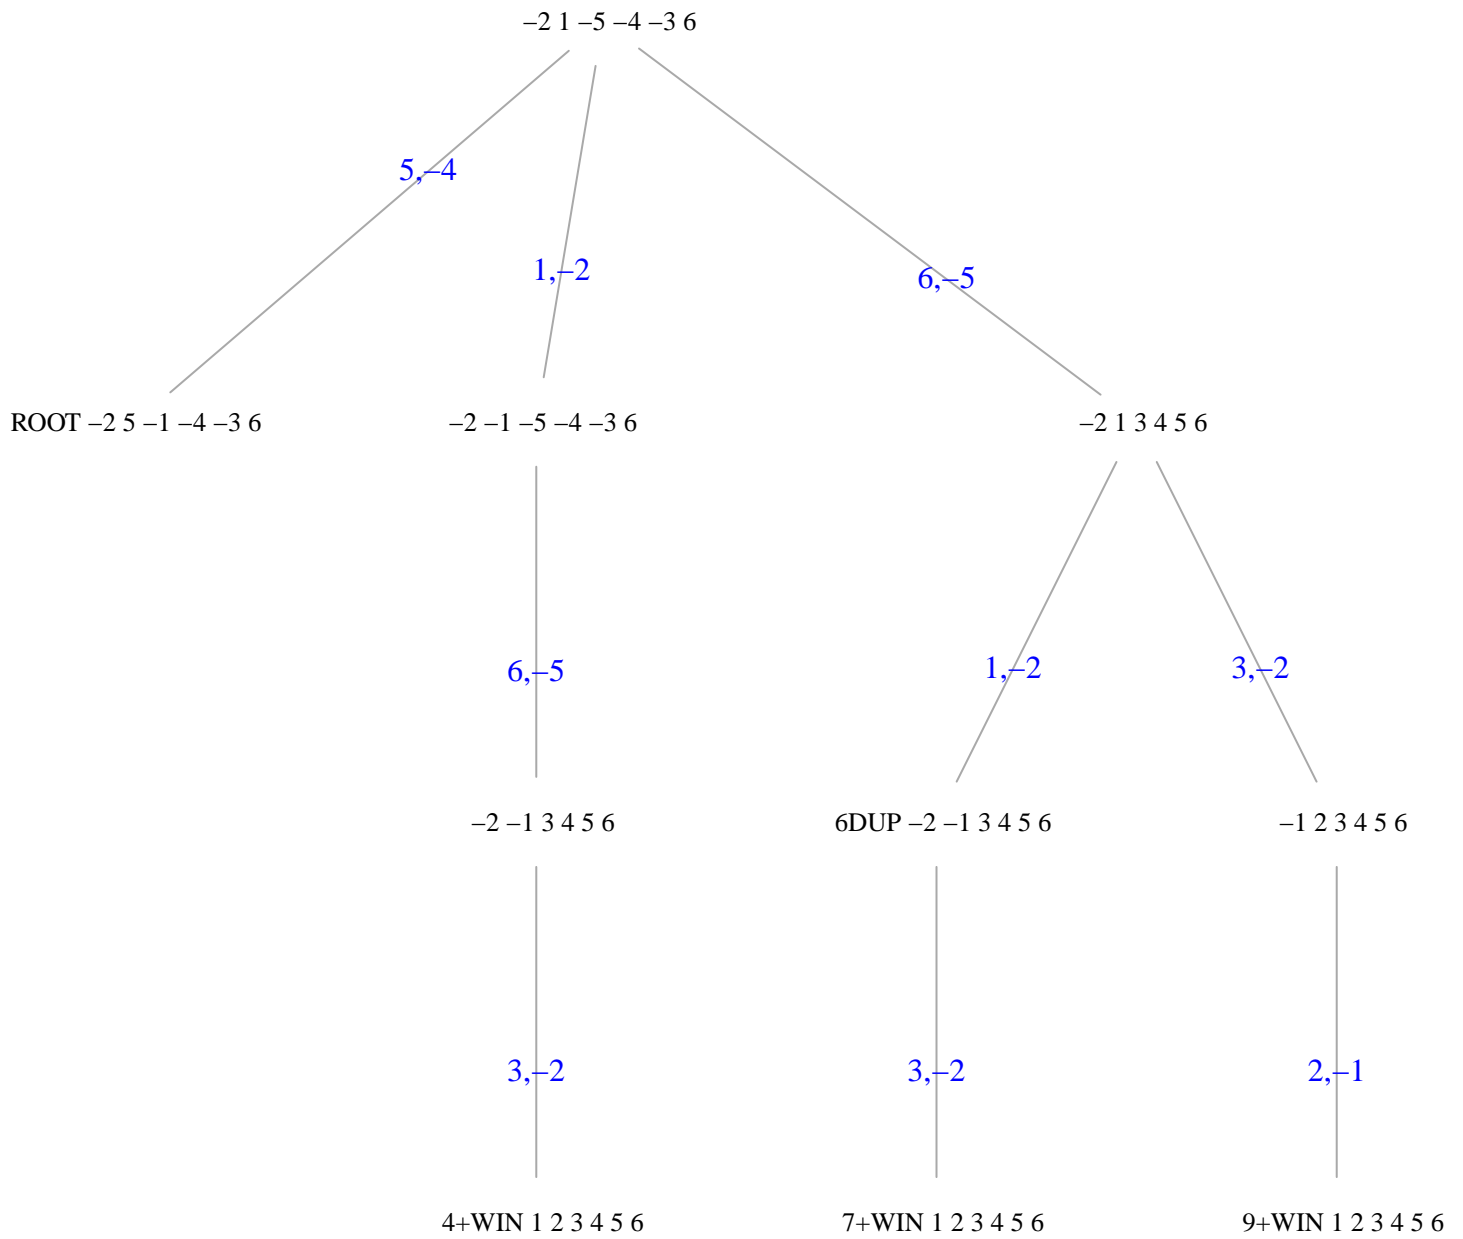 –2 1 –5 –4 –3 6
5,–4
1,–2
6,–5
ROOT –2 5 –1 –4 –3 6
–2 –1 –5 –4 –3 6
–2 1 3 4 5 6
6,–5
1,–2
3,–2
–2 –1 3 4 5 6
6DUP –2 –1 3 4 5 6
–1 2 3 4 5 6
3,–2
3,–2
2,–1
4+WIN 1 2 3 4 5 6
7+WIN 1 2 3 4 5 6
9+WIN 1 2 3 4 5 6